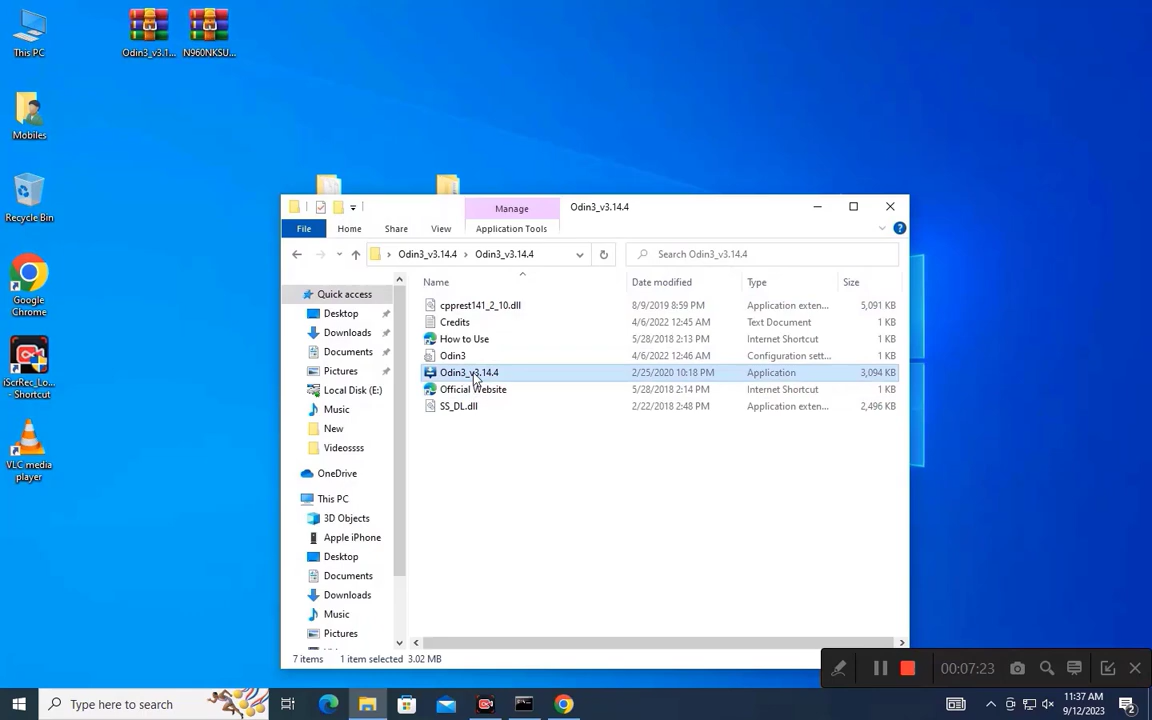 This PC
Odin3_v3.1...
N960NKSU...
Mobiles
Recycle Bin
Google
Chrome
iScrRec_Lo...
- Shortcut
VLC media
player
Manage
Odin3_v3.14.4
File
Home
Share
View
Application Tools
Odin3_v3.14.4 › Odin3_v3.14.4
Search Odin3_v3.14.4
Name
Date modified
Type
Size
Quick access
Desktop
Downloads
Documents
Pictures
Local Disk (E:)
Music
New
Videossss
OneDrive
This PC
3D Objects
Apple iPhone
Desktop
Documents
Downloads
Music
Pictures
cpprest141_2_10.dll 8/9/2019 8:59 PM Application exten... 5,091 KB
Credits 4/6/2022 12:45 AM Text Document 1 KB
How to Use 5/28/2018 2:13 PM Internet Shortcut 1 KB
Odin3 4/6/2022 12:46 AM Configuration sett... 1 KB
Odin3_v3.14.4 2/25/2020 10:18 PM Application 3,094 KB
Official Website 5/28/2018 2:14 PM Internet Shortcut 1 KB
SS_DL.dll 2/22/2018 2:48 PM Application exten... 2,496 KB
7 items 1 item selected 3.02 MB
00:07:23
Type here to search
11:37 AM
9/12/2023
2